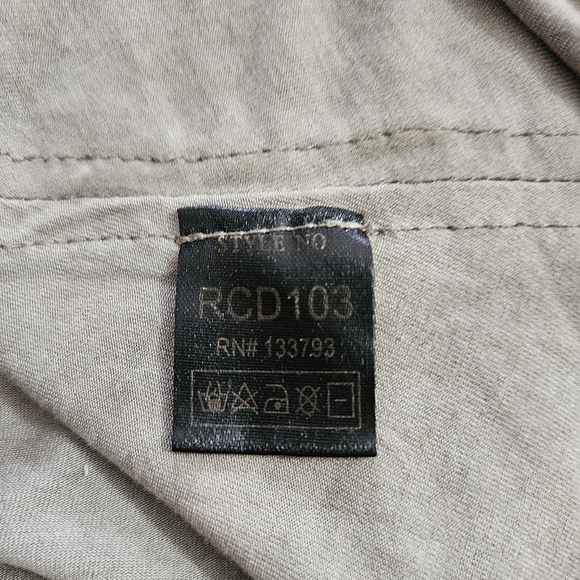 STYLE NO
RCD103
RN# 133793